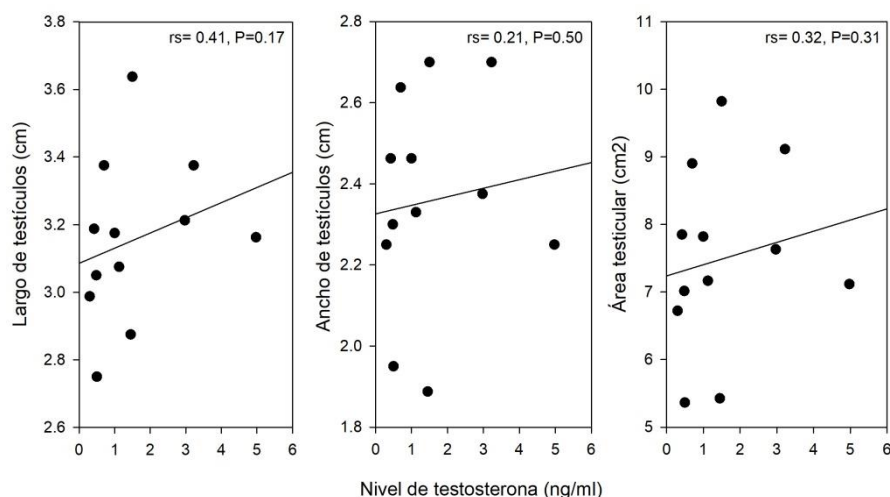 rs= 0.41, P=0.17
Largo de testículos (cm)
3.8
3.6
3.4
3.2
3.0
2.8
2.6
0 1 2 3 4 5 6
rs= 0.21, P=0.50
Ancho de testículos (cm)
2.8
2.6
2.4
2.2
2.0
1.8
0 1 2 3 4 5 6
rs= 0.32, P=0.31
Área testicular (cm2)
11
10
9
8
7
6
5
0 1 2 3 4 5 6
Nivel de testosterona (ng/ml)